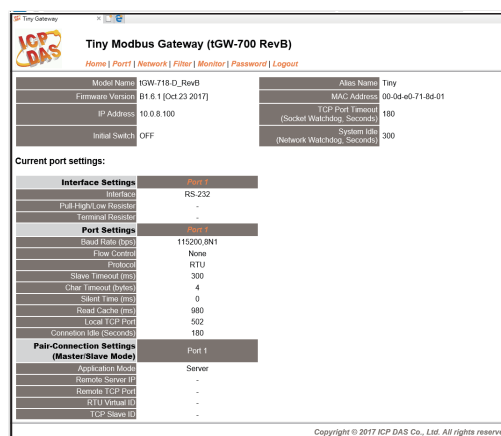 Tiny Gateway
ICP DAS
Tiny Modbus Gateway (tGW-700 RevB)
Home | Port1 | Network | Filter | Monitor | Password | Logout
Model Name tGW-718-D_RevB Alias Name Tiny
Firmware Version B1.6.1 [Oct.23 2017] MAC Address 00-0d-e0-71-8d-01
IP Address 10.0.8.100 TCP Port Timeout (Socket Watchdog, Seconds) 180
Initial Switch OFF System Idle (Network Watchdog, Seconds) 300
Current port settings:
Interface Settings Port 1
Interface RS-232
Pull-High/Low Resister -
Terminal Resister -
Port Settings Port 1
Baud Rate (bps) 115200,8N1
Flow Control None
Protocol RTU
Slave Timeout (ms) 300
Char Timeout (bytes) 4
Silent Time (ms) 0
Read Cache (ms) 980
Local TCP Port 502
Connetion Idle (Seconds) 180
Pair-Connection Settings (Master/Slave Mode) Port 1
Application Mode Server
Remote Server IP -
Remote TCP Port -
RTU Virtual ID -
TCP Slave ID -
Copyright © 2017 ICP DAS Co., Ltd. All rights reserve